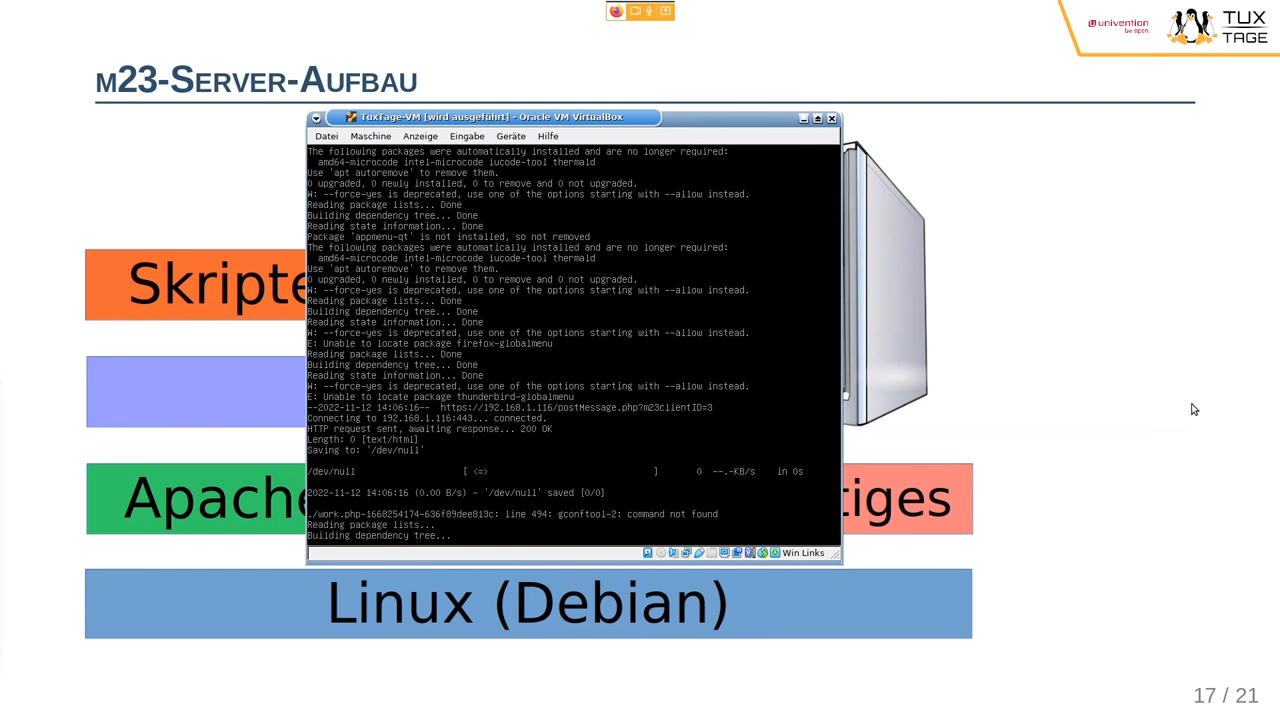 univention
be open.
TUX
TAGE
M23-SERVER-AUFBAU
TuxTage-VM [wird ausgeführt] - Oracle VM VirtualBox
Datei Maschine Anzeige Eingabe Geräte Hilfe
The following packages were automatically installed and are no longer required:
amd64-microcode intel-microcode iucode-tool thermald
Use 'apt autoremove' to remove them.
0 upgraded, 0 newly installed, 0 to remove and 0 not upgraded.
W: --force-yes is deprecated, use one of the options starting with --allow instead.
Reading package lists... Done
Building dependency tree... Done
Reading state information... Done
Package 'appmenu-qt' is not installed, so not removed
The following packages were automatically installed and are no longer required:
amd64-microcode intel-microcode iucode-tool thermald
Use 'apt autoremove' to remove them.
0 upgraded, 0 newly installed, 0 to remove and 0 not upgraded.
W: --force-yes is deprecated, use one of the options starting with --allow instead.
Reading package lists... Done
Building dependency tree... Done
Reading state information... Done
W: --force-yes is deprecated, use one of the options starting with --allow instead.
E: Unable to locate package firefox-globalmenu
Reading package lists... Done
Building dependency tree... Done
Reading state information... Done
W: --force-yes is deprecated, use one of the options starting with --allow instead.
E: Unable to locate package thunderbird-globalmenu
--2022-11-12 14:06:16-- https://192.168.1.116/postMessage.php?m23clientID=3
Connecting to 192.168.1.116:443... connected.
HTTP request sent, awaiting response... 200 OK
Length: 0 [text/html]
Saving to: '/dev/null'
/dev/null [ <=> ] 0 --.-KB/s in 0s
2022-11-12 14:06:16 (0.00 B/s) - '/dev/null' saved [0/0]
./work.php-1668254174-636f89dee813c: line 494: gconftool-2: command not found
Reading package lists...
Building dependency tree...
Win Links
Skripte
Apache
tiges
Linux (Debian)
17 / 21